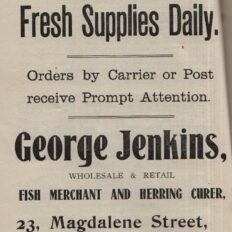 Fresh Supplies Daily.
Orders by Carrier or Post
receive Prompt Attention.
George Jenkins,
WHOLESALE & RETAIL
FISH MERCHANT AND HERRING CURER,
23, Magdalene Street,